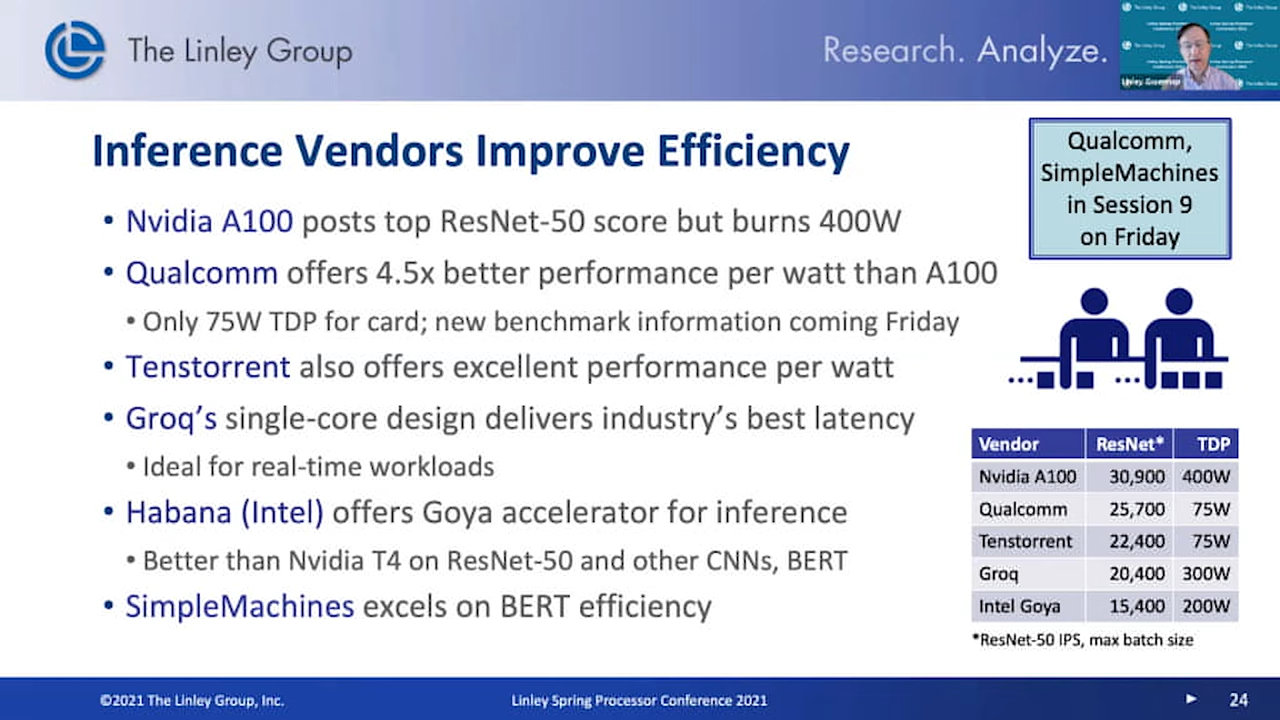 The Linley Group
Research. Analyze.
Inference Vendors Improve Efficiency
• Nvidia A100 posts top ResNet-50 score but burns 400W
• Qualcomm offers 4.5x better performance per watt than A100
• Only 75W TDP for card; new benchmark information coming Friday
• Tenstorrent also offers excellent performance per watt
• Groq’s single-core design delivers industry’s best latency
• Ideal for real-time workloads
• Habana (Intel) offers Goya accelerator for inference
• Better than Nvidia T4 on ResNet-50 and other CNNs, BERT
• SimpleMachines excels on BERT efficiency
Qualcomm,
SimpleMachines
in Session 9
on Friday
Vendor ResNet* TDP
Nvidia A100 30,900 400W
Qualcomm 25,700 75W
Tenstorrent 22,400 75W
Groq 20,400 300W
Intel Goya 15,400 200W
*ResNet-50 IPS, max batch size
©2021 The Linley Group, Inc.
Linley Spring Processor Conference 2021
24